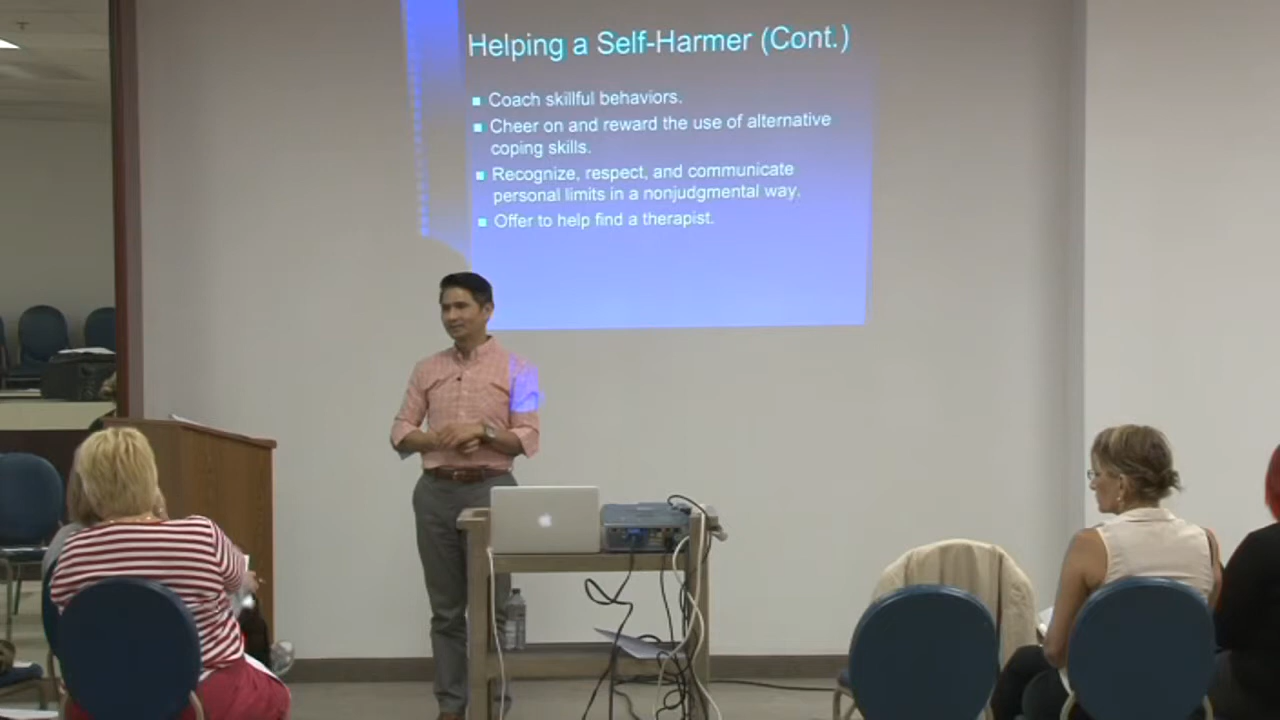 Helping a Self-Harmer (Cont.)
Coach skillful behaviors.
Cheer on and reward the use of alternative
coping skills.
Recognize, respect, and communicate
personal limits in a nonjudgmental way.
Offer to help find a therapist.